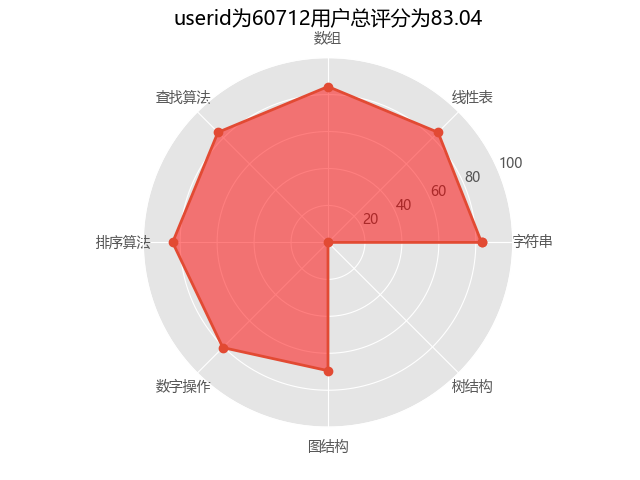 userid为60712用户总评分为83.04
数组
查找算法
线性表
100
80
60
40
20
排序算法
字符串
数字操作
树结构
图结构